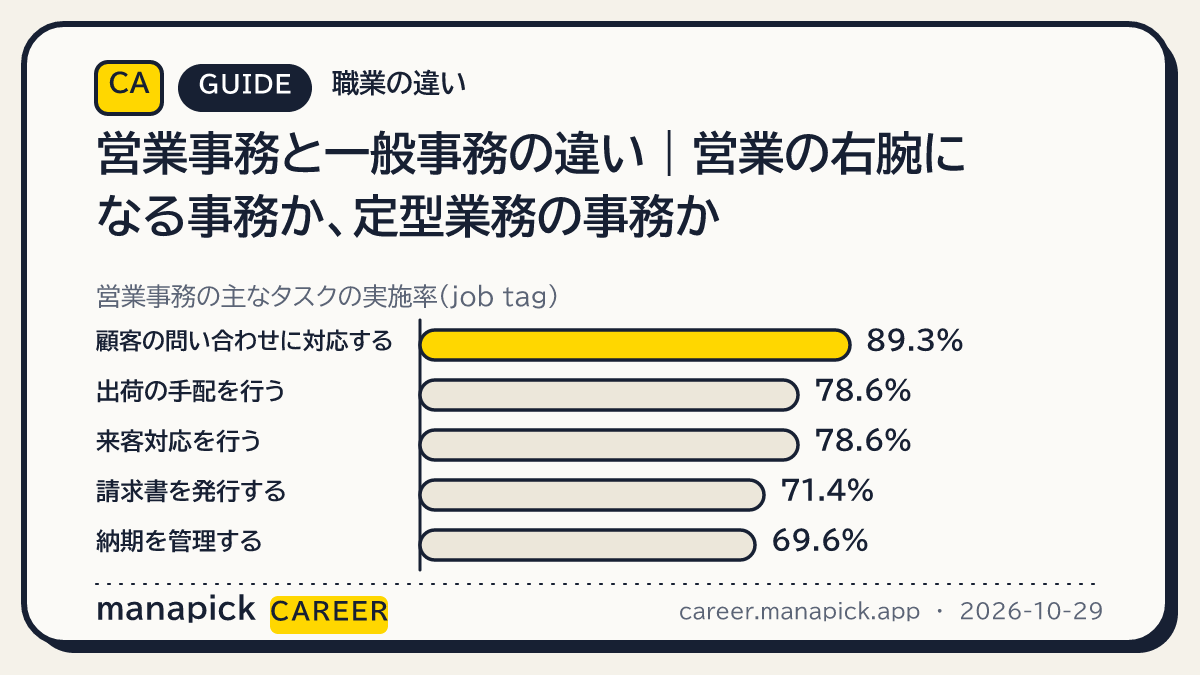 CA GUIDE 職業の違い
営業事務と一般事務の違い｜営業の右腕に
なる事務か、定型業務の事務か
営業事務の主なタスクの実施率(job tag)
顧客の問い合わせに対応する 89.3%
出荷の手配を行う 78.6%
来客対応を行う 78.6%
請求書を発行する 71.4%
納期を管理する 69.6%
manapick CAREER career.manapick.app ・ 2026-10-29